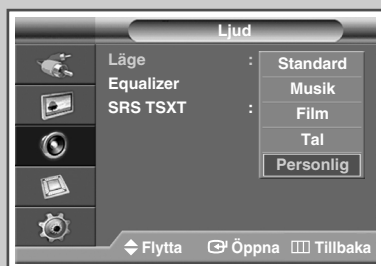 Ljud
Läge : Standard
Equalizer Musik
SRS TSXT : Film
Tal
Personlig
Flytta Öppna Tillbaka